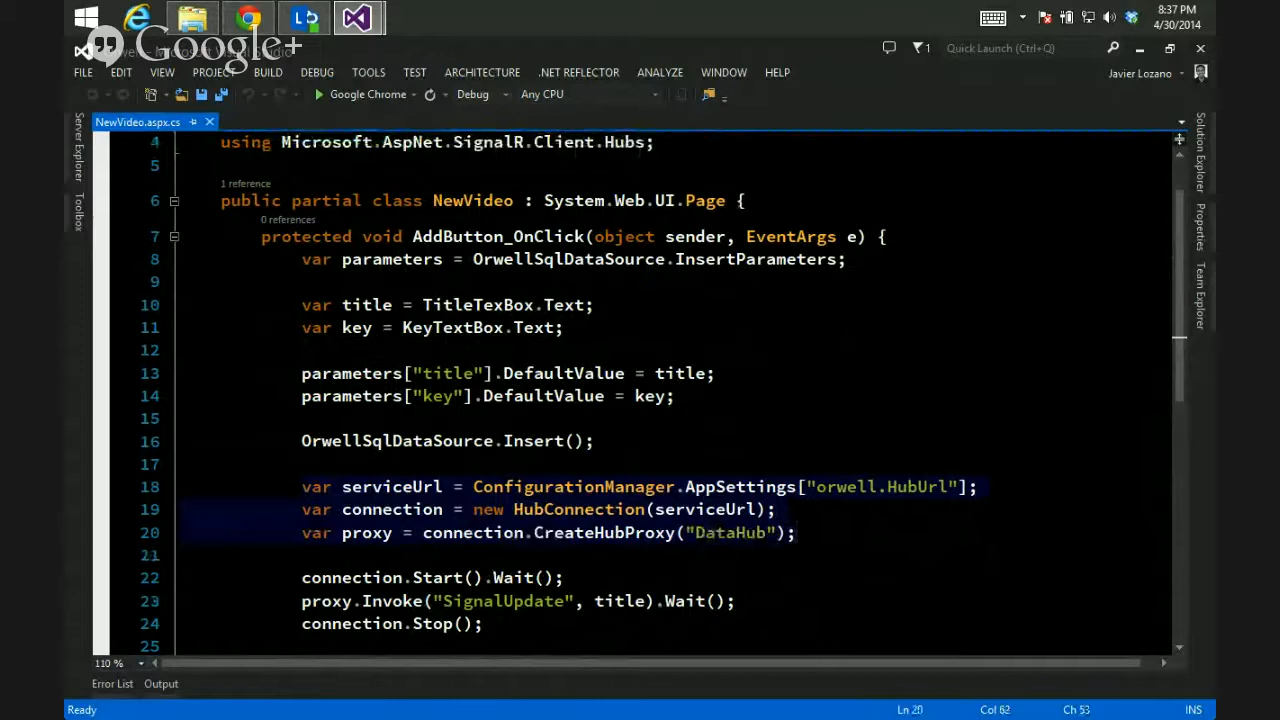 8:37 PM
4/30/2014
Google+
Microsoft Visual Studio
1
Quick Launch (Ctrl+Q)
FILE EDIT VIEW PROJECT BUILD DEBUG TOOLS TEST ARCHITECTURE .NET REFLECTOR ANALYZE WINDOW HELP
Javier Lozano
Google Chrome Debug Any CPU
Server Explorer
Toolbox
NewVideo.aspx.cs
4 using Microsoft.AspNet.SignalR.Client.Hubs;
5
1 reference
6 public partial class NewVideo : System.Web.UI.Page {
0 references
7 protected void AddButton_OnClick(object sender, EventArgs e) {
8 var parameters = OrwellSqlDataSource.InsertParameters;
9
10 var title = TitleTexBox.Text;
11 var key = KeyTextBox.Text;
12
13 parameters["title"].DefaultValue = title;
14 parameters["key"].DefaultValue = key;
15
16 OrwellSqlDataSource.Insert();
17
18 var serviceUrl = ConfigurationManager.AppSettings["orwell.HubUrl"];
19 var connection = new HubConnection(serviceUrl);
20 var proxy = connection.CreateHubProxy("DataHub");
21
22 connection.Start().Wait();
23 proxy.Invoke("SignalUpdate", title).Wait();
24 connection.Stop();
25
Solution Explorer
Properties
Team Explorer
110 %
Error List Output
Ready Ln 20 Col 62 Ch 53 INS